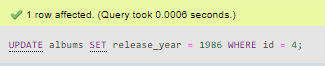 1 row affected. (Query took 0.0006 seconds.)
UPDATE albums SET release_year = 1986 WHERE id = 4;